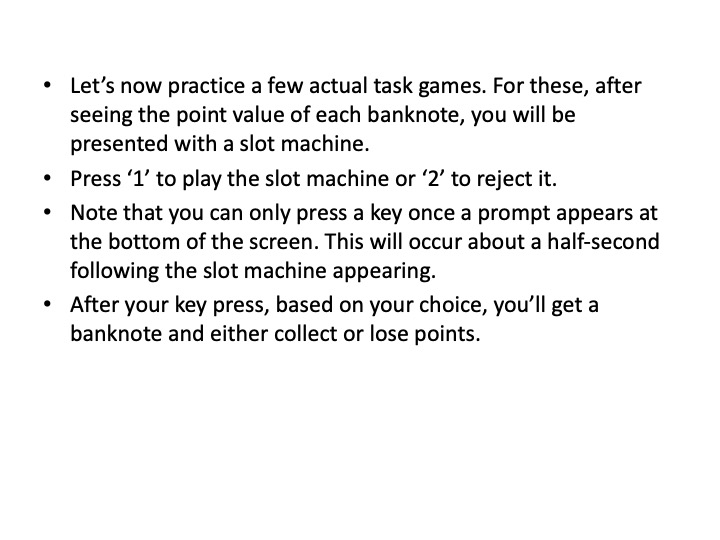 • Let’s now practice a few actual task games. For these, after
seeing the point value of each banknote, you will be
presented with a slot machine.
• Press ‘1’ to play the slot machine or ‘2’ to reject it.
• Note that you can only press a key once a prompt appears at
the bottom of the screen. This will occur about a half-second
following the slot machine appearing.
• After your key press, based on your choice, you’ll get a
banknote and either collect or lose points.